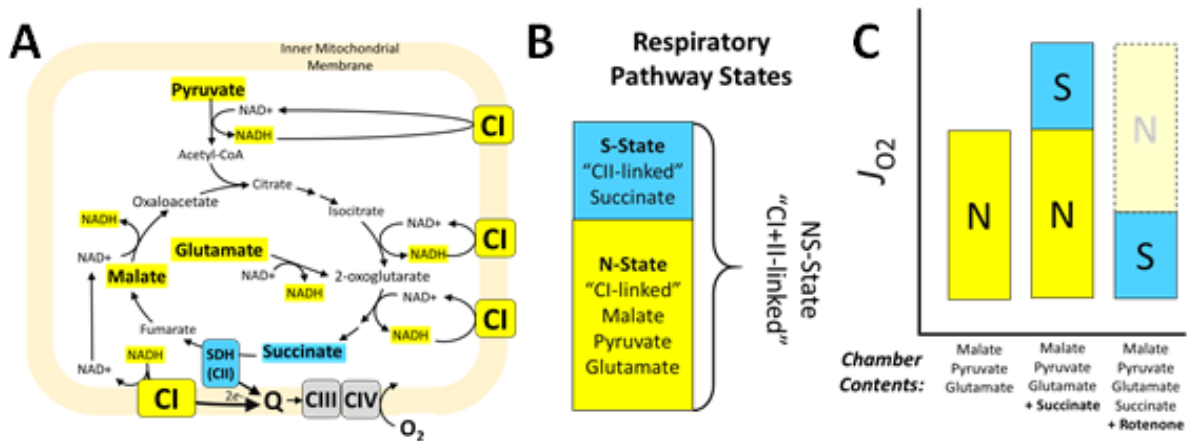 A
Inner Mitochondrial
Membrane
Pyruvate
NAD+
NADH
CI
Acetyl-CoA
Citrate
Oxaloacetate
Isocitrate
NADH
NAD+
NAD+
CI
NADH
Glutamate
NAD+
2-oxoglutarate
Malate
NADH
NAD+
CI
NADH
Fumarate
SDH
(CII)
Succinate
NADH
NAD+
CI
2e-
Q
CIII
CIV
O2
B
Respiratory
Pathway States
S-State
“CII-linked”
Succinate
N-State
“CI-linked”
Malate
Pyruvate
Glutamate
NS-State
“CI+II-linked”
C
JO2
N
S
N
N
S
Chamber
Contents:
Malate
Pyruvate
Glutamate
Malate
Pyruvate
Glutamate
+ Succinate
Malate
Pyruvate
Glutamate
Succinate
+ Rotenone